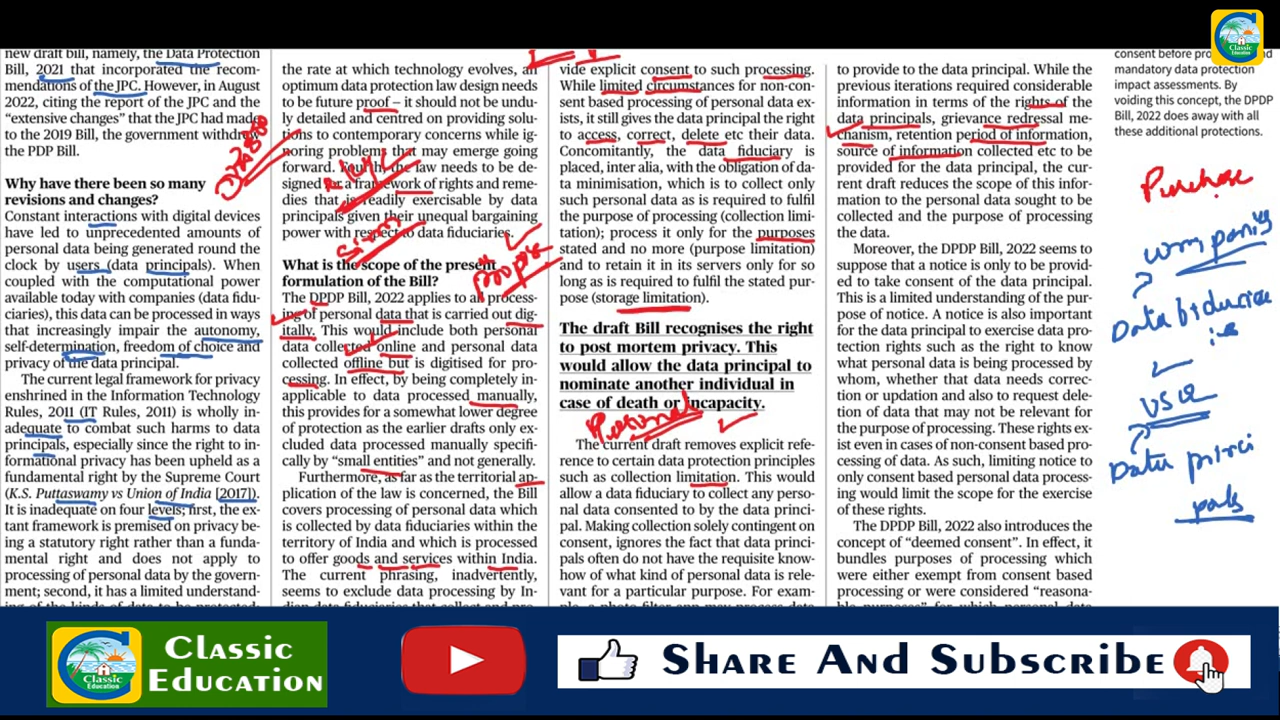 new draft bill, namely, the Data Protection
Bill, 2021 that incorporated the recom-
mendations of the JPC. However, in August
2022, citing the report of the JPC and the
“extensive changes” that the JPC had made
to the 2019 Bill, the government withdrew
the PDP Bill.
Why have there been so many
revisions and changes?
Constant interactions with digital devices
have led to unprecedented amounts of
personal data being generated round the
clock by users (data principals). When
coupled with the computational power
available today with companies (data fidu-
ciaries), this data can be processed in ways
that increasingly impair the autonomy,
self-determination, freedom of choice and
privacy of the data principal.
The current legal framework for privacy
enshrined in the Information Technology
Rules, 2011 (IT Rules, 2011) is wholly in-
adequate to combat such harms to data
principals, especially since the right to in-
formational privacy has been upheld as a
fundamental right by the Supreme Court
(K.S. Puttaswamy vs Union of India [2017]).
It is inadequate on four levels; first, the ex-
tant framework is premised on privacy be-
ing a statutory right rather than a funda-
mental right and does not apply to
processing of personal data by the govern-
ment; second, it has a limited understand-
ing of the kinds of data to be protected;
the rate at which technology evolves, an
optimum data protection law design needs
to be future proof – it should not be undu-
ly detailed and centred on providing solu-
tions to contemporary concerns while ig-
noring problems that may emerge going
forward. the law needs to be de-
signed for a framework of rights and reme-
dies that is readily exercisable by data
principals given their unequal bargaining
power with respect to data fiduciaries.
What is the scope of the present
formulation of the Bill?
The DPDP Bill, 2022 applies to all process-
ing of personal data that is carried out dig-
itally. This would include both personal
data collected online and personal data
collected offline but is digitised for pro-
cessing. In effect, by being completely in-
applicable to data processed manually,
this provides for a somewhat lower degree
of protection as the earlier drafts only ex-
cluded data processed manually specifi-
cally by “small entities” and not generally.
Furthermore, as far as the territorial ap-
plication of the law is concerned, the Bill
covers processing of personal data which
is collected by data fiduciaries within the
territory of India and which is processed
to offer goods and services within India.
The current phrasing, inadvertently,
seems to exclude data processing by In-
dian data fiduciaries that collect and pro-
vide explicit consent to such processing.
While limited circumstances for non-con-
sent based processing of personal data ex-
ists, it still gives the data principal the right
to access, correct, delete etc their data.
Concomitantly, the data fiduciary is
placed, inter alia, with the obligation of da-
ta minimisation, which is to collect only
such personal data as is required to fulfil
the purpose of processing (collection limi-
tation); process it only for the purposes
stated and no more (purpose limitation)
and to retain it in its servers only for so
long as is required to fulfil the stated pur-
pose (storage limitation).
The draft Bill recognises the right
to post mortem privacy. This
would allow the data principal to
nominate another individual in
case of death or incapacity.
Personal
The current draft removes explicit refe-
rence to certain data protection principles
such as collection limitation. This would
allow a data fiduciary to collect any perso-
nal data consented to by the data princi-
pal. Making collection solely contingent on
consent, ignores the fact that data princi-
pals often do not have the requisite know-
how of what kind of personal data is rele-
vant for a particular purpose. For exam-
ple, a photo filter app may process data
to provide to the data principal. While the
previous iterations required considerable
information in terms of the rights of the
data principals, grievance redressal me-
chanism, retention period of information,
source of information collected etc to be
provided for the data principal, the cur-
rent draft reduces the scope of this infor-
mation to the personal data sought to be
collected and the purpose of processing
the data.
Moreover, the DPDP Bill, 2022 seems to
suppose that a notice is only to be provid-
ed to take consent of the data principal.
This is a limited understanding of the pur-
pose of notice. A notice is also important
for the data principal to exercise data pro-
tection rights such as the right to know
what personal data is being processed by
whom, whether that data needs correc-
tion or updation and also to request dele-
tion of data that may not be relevant for
the purpose of processing. These rights ex-
ist even in cases of non-consent based pro-
cessing of data. As such, limiting notice to
only consent based personal data process-
ing would limit the scope for the exercise
of these rights.
The DPDP Bill, 2022 also introduces the
concept of “deemed consent”. In effect, it
bundles purposes of processing which
were either exempt from consent based
processing or were considered “reasona-
ble purposes” for which personal data
consent before and
mandatory data protection
impact assessments. By
voiding this concept, the DPDP
Bill, 2022 does away with all
these additional protections.
Purchase
companies
Data
user
Data princi
pals
Classic
Education
Classic
Education
Share And Subscribe